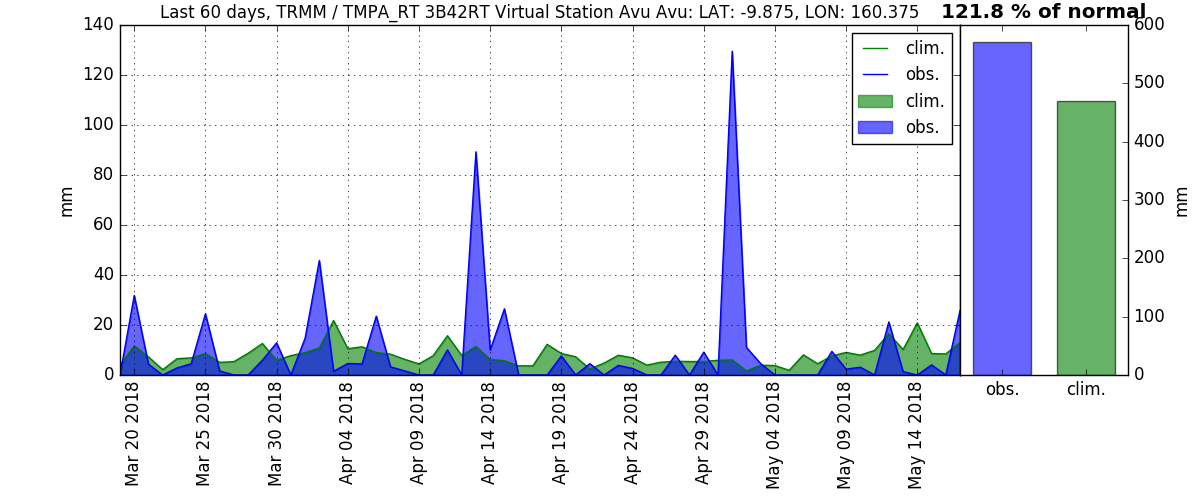 Last 60 days, TRMM / TMPA_RT 3B42RT Virtual Station Avu Avu: LAT: -9.875, LON: 160.375
121.8 % of normal
140
120
100
80
60
40
20
0
mm
clim.
obs.
clim.
obs.
600
500
400
300
200
100
0
mm
Mar 20 2018
Mar 25 2018
Mar 30 2018
Apr 04 2018
Apr 09 2018
Apr 14 2018
Apr 19 2018
Apr 24 2018
Apr 29 2018
May 04 2018
May 09 2018
May 14 2018
obs.
clim.